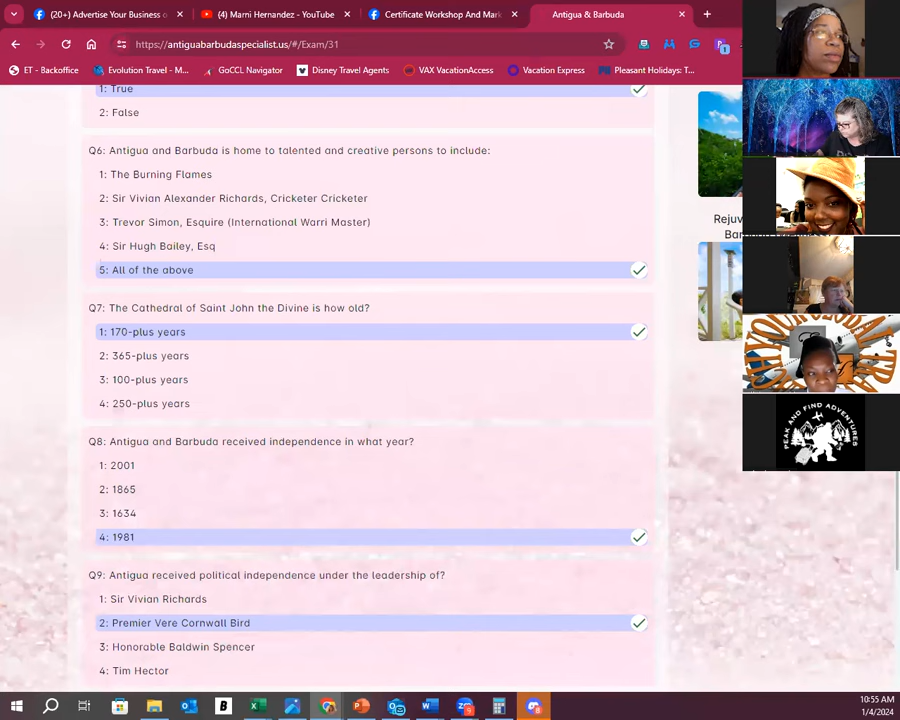 (20+) Advertise Your Business o
(4) Marni Hernandez - YouTube
Certificate Workshop And Mark
Antigua & Barbuda
https://antiguabarbudaspecialist.us/#/Exam/31
ET - Backoffice
Evolution Travel - M...
GoCCL Navigator
Disney Travel Agents
VAX VacationAccess
Vacation Express
Pleasant Holidays: T...
1: True
2: False
Q6: Antigua and Barbuda is home to talented and creative persons to include:
1: The Burning Flames
2: Sir Vivian Alexander Richards, Cricketer Cricketer
3: Trevor Simon, Esquire (International Warri Master)
4: Sir Hugh Bailey, Esq
5: All of the above
Q7: The Cathedral of Saint John the Divine is how old?
1: 170-plus years
2: 365-plus years
3: 100-plus years
4: 250-plus years
Q8: Antigua and Barbuda received independence in what year?
1: 2001
2: 1865
3: 1634
4: 1981
Q9: Antigua received political independence under the leadership of?
1: Sir Vivian Richards
2: Premier Vere Cornwall Bird
3: Honorable Baldwin Spencer
4: Tim Hector
Rejuv
PEAK AND FIND ADVENTURES
10:55 AM
1/4/2024